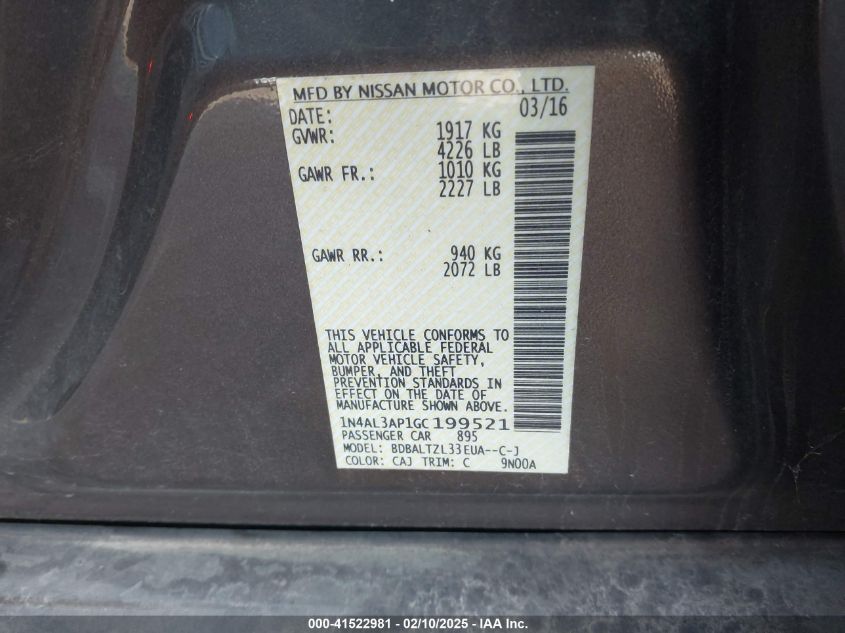 MFD BY NISSAN MOTOR CO., LTD.
DATE: 03/16
GVWR: 1917 KG
4226 LB
GAWR FR.: 1010 KG
2227 LB
GAWR RR.: 940 KG
2072 LB
THIS VEHICLE CONFORMS TO
ALL APPLICABLE FEDERAL
MOTOR VEHICLE SAFETY,
BUMPER, AND THEFT
PREVENTION STANDARDS IN
EFFECT ON THE DATE OF
MANUFACTURE SHOWN ABOVE.
1N4AL3AP1GC199521
PASSENGER CAR 895
MODEL: BDBALTZL33EUA--C-J
COLOR: CAJ TRIM: C 9N00A
000-41522981 - 02/10/2025 - IAA Inc.